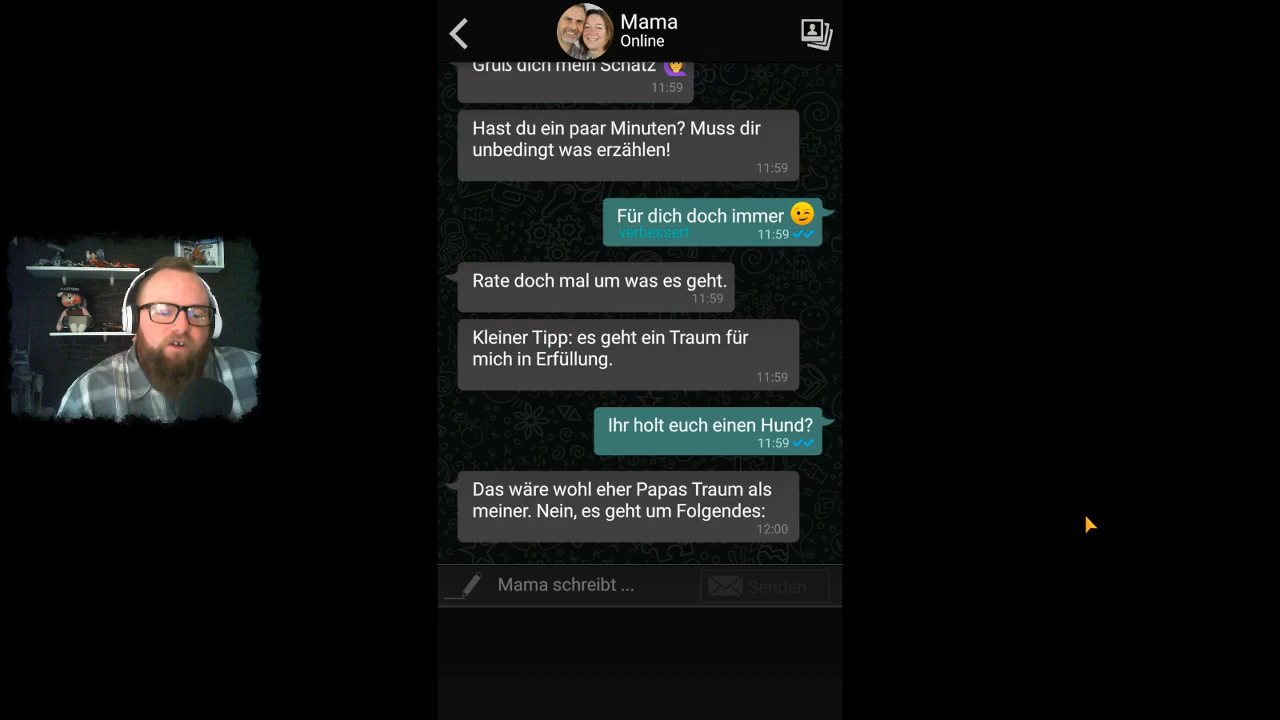 Mama
Online
Grüß dich mein Schatz 🙋
11:59
Hast du ein paar Minuten? Muss dir
unbedingt was erzählen!
11:59
Für dich doch immer 😉
verbessert 11:59
Rate doch mal um was es geht.
11:59
Kleiner Tipp: es geht ein Traum für
mich in Erfüllung.
11:59
Ihr holt euch einen Hund?
11:59
Das wäre wohl eher Papas Traum als
meiner. Nein, es geht um Folgendes:
12:00
Mama schreibt ... Senden